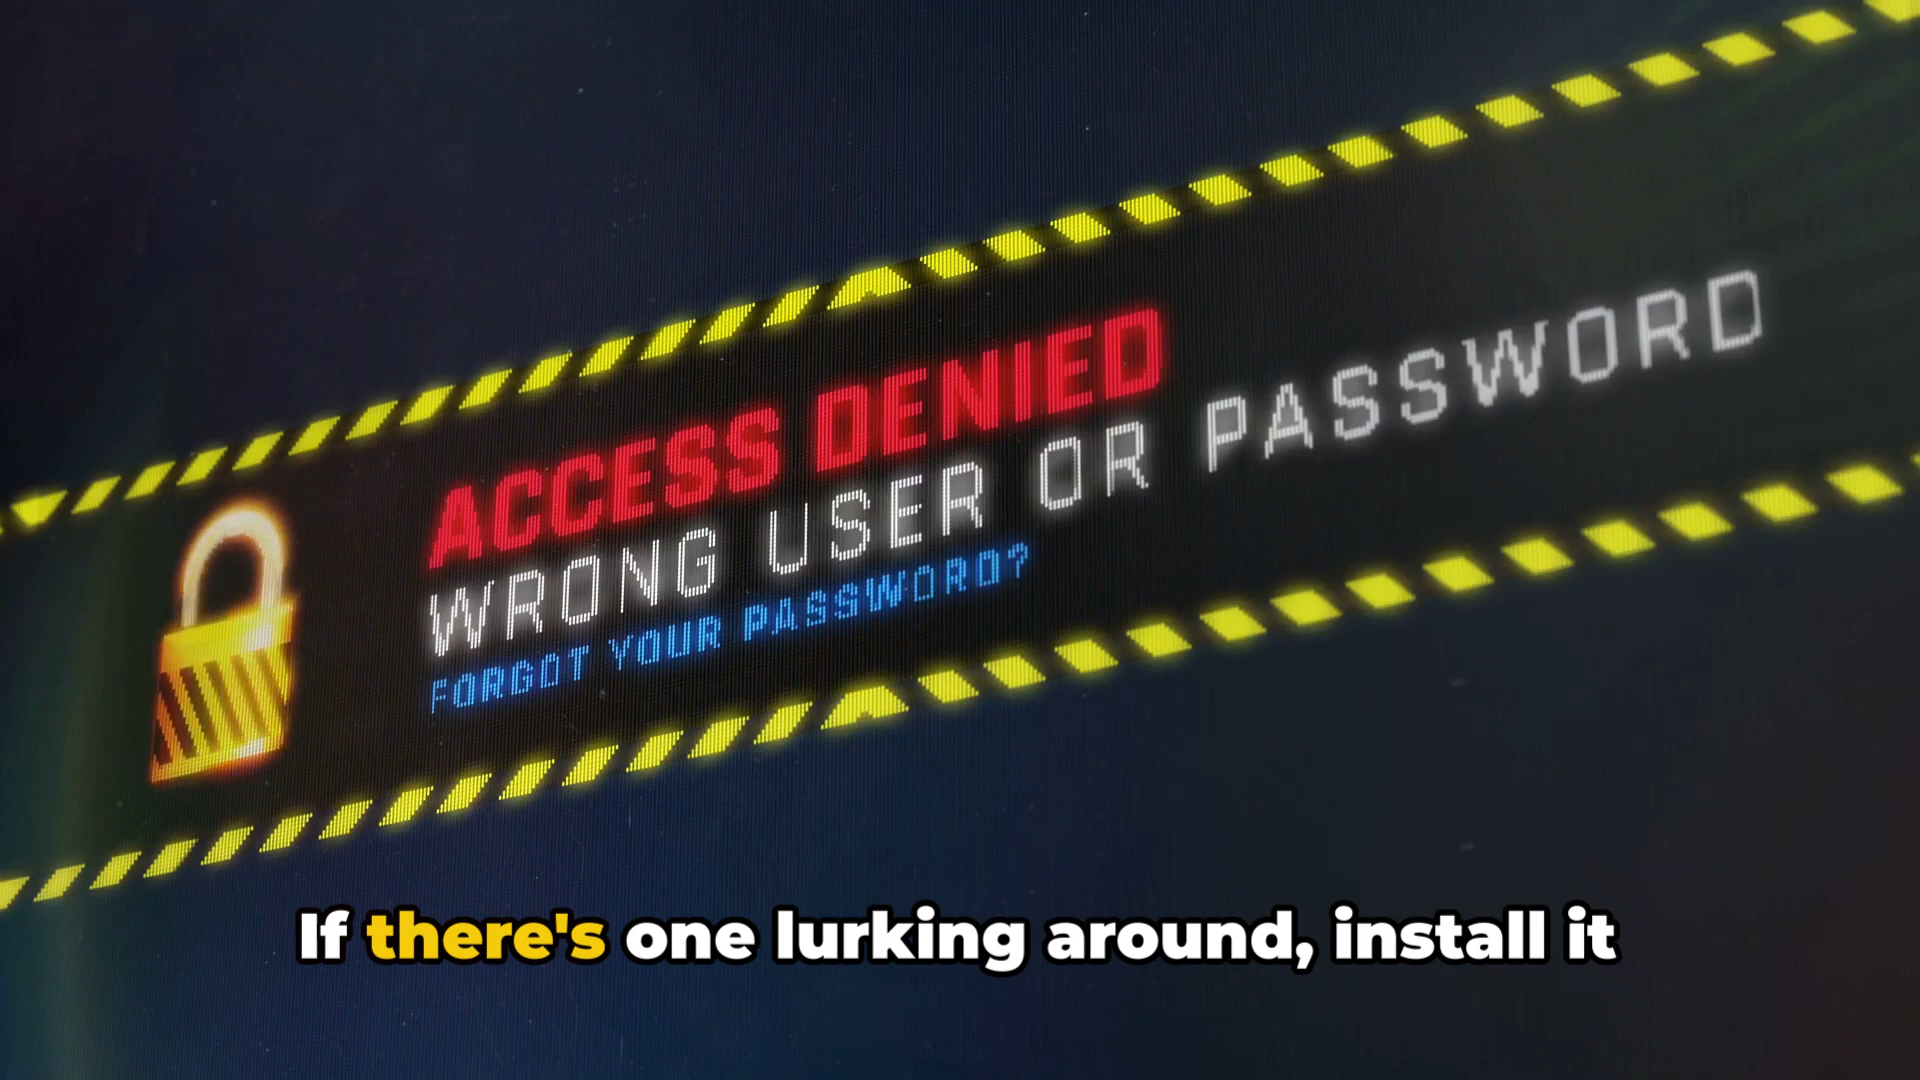 ACCESS DENIED
WRONG USER OR PASSWORD
FORGOT YOUR PASSWORD?
If there's one lurking around, install it